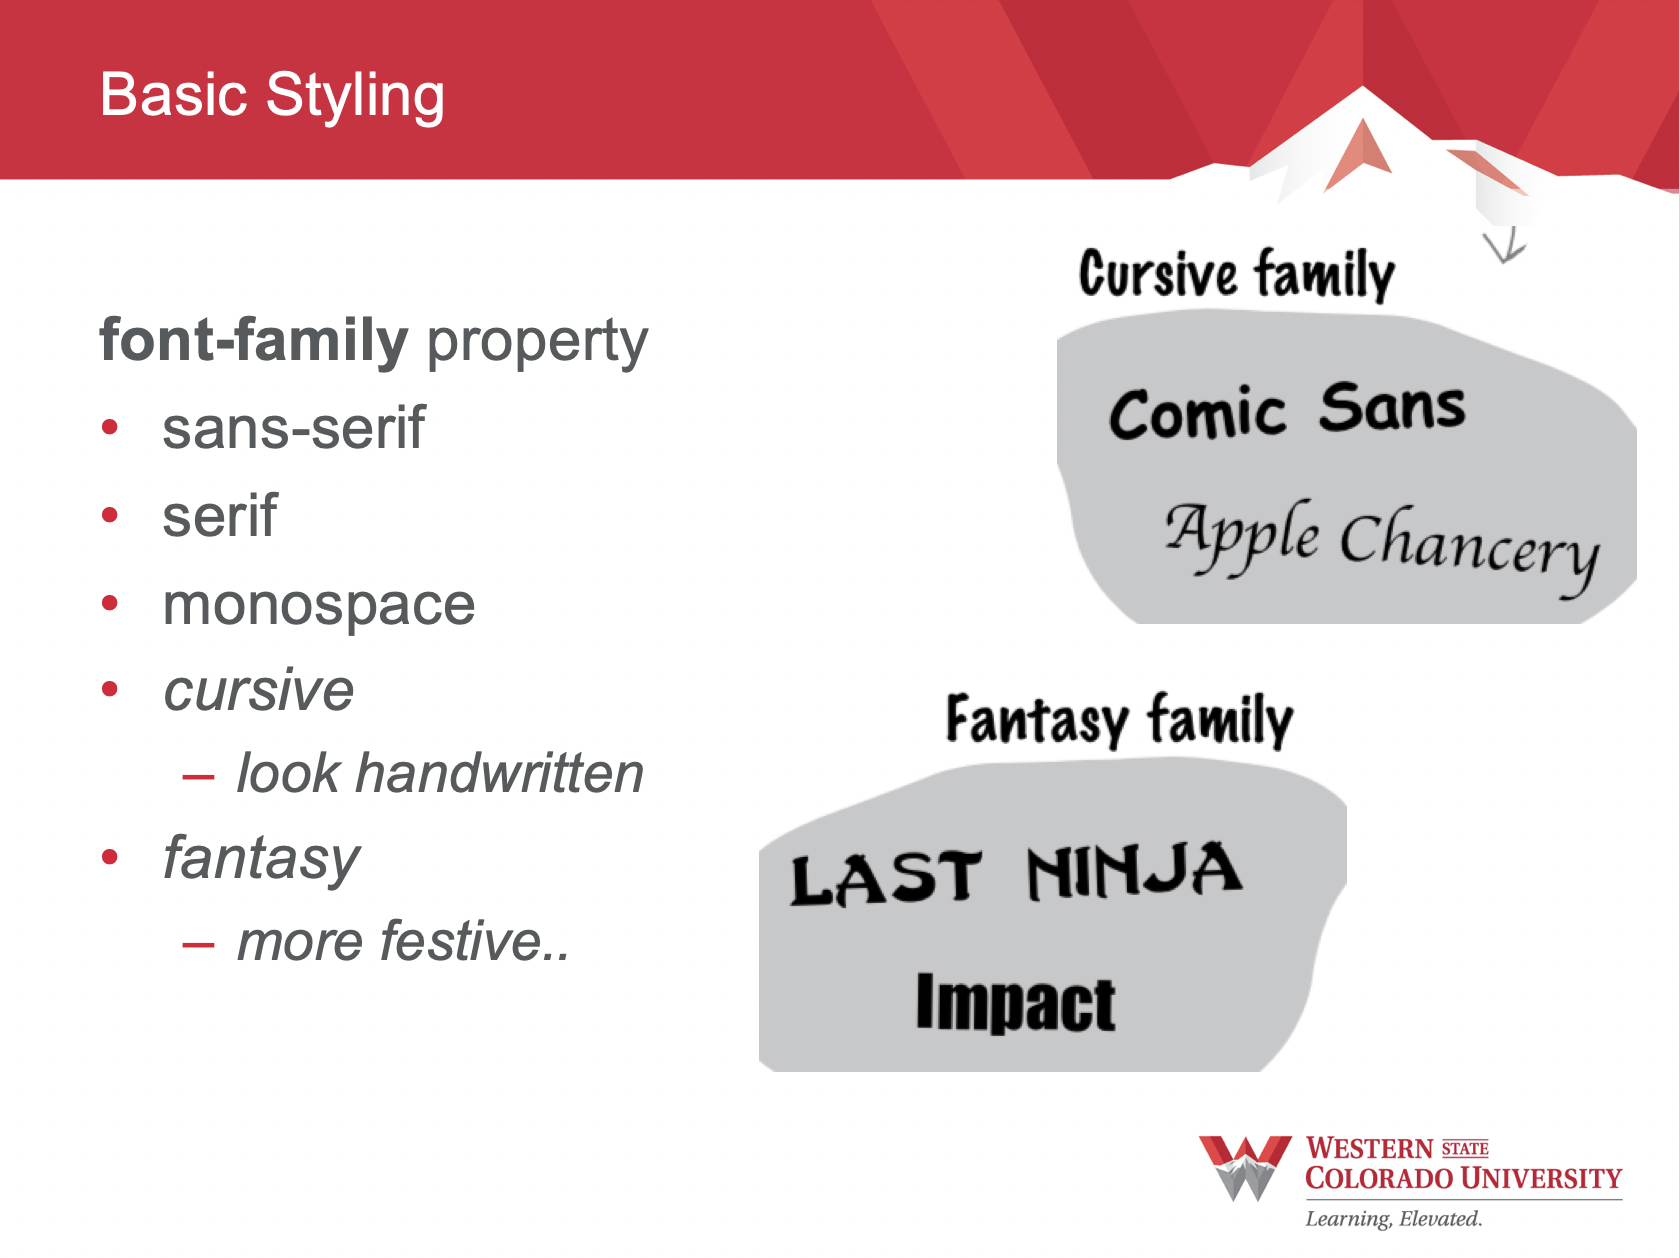 Basic Styling
font-family property
• sans-serif
• serif
• monospace
• cursive
– look handwritten
• fantasy
– more festive..
Cursive family
Comic Sans
Apple Chancery
Fantasy family
LAST NINJA
Impact
WESTERN STATE
COLORADO UNIVERSITY
Learning, Elevated.